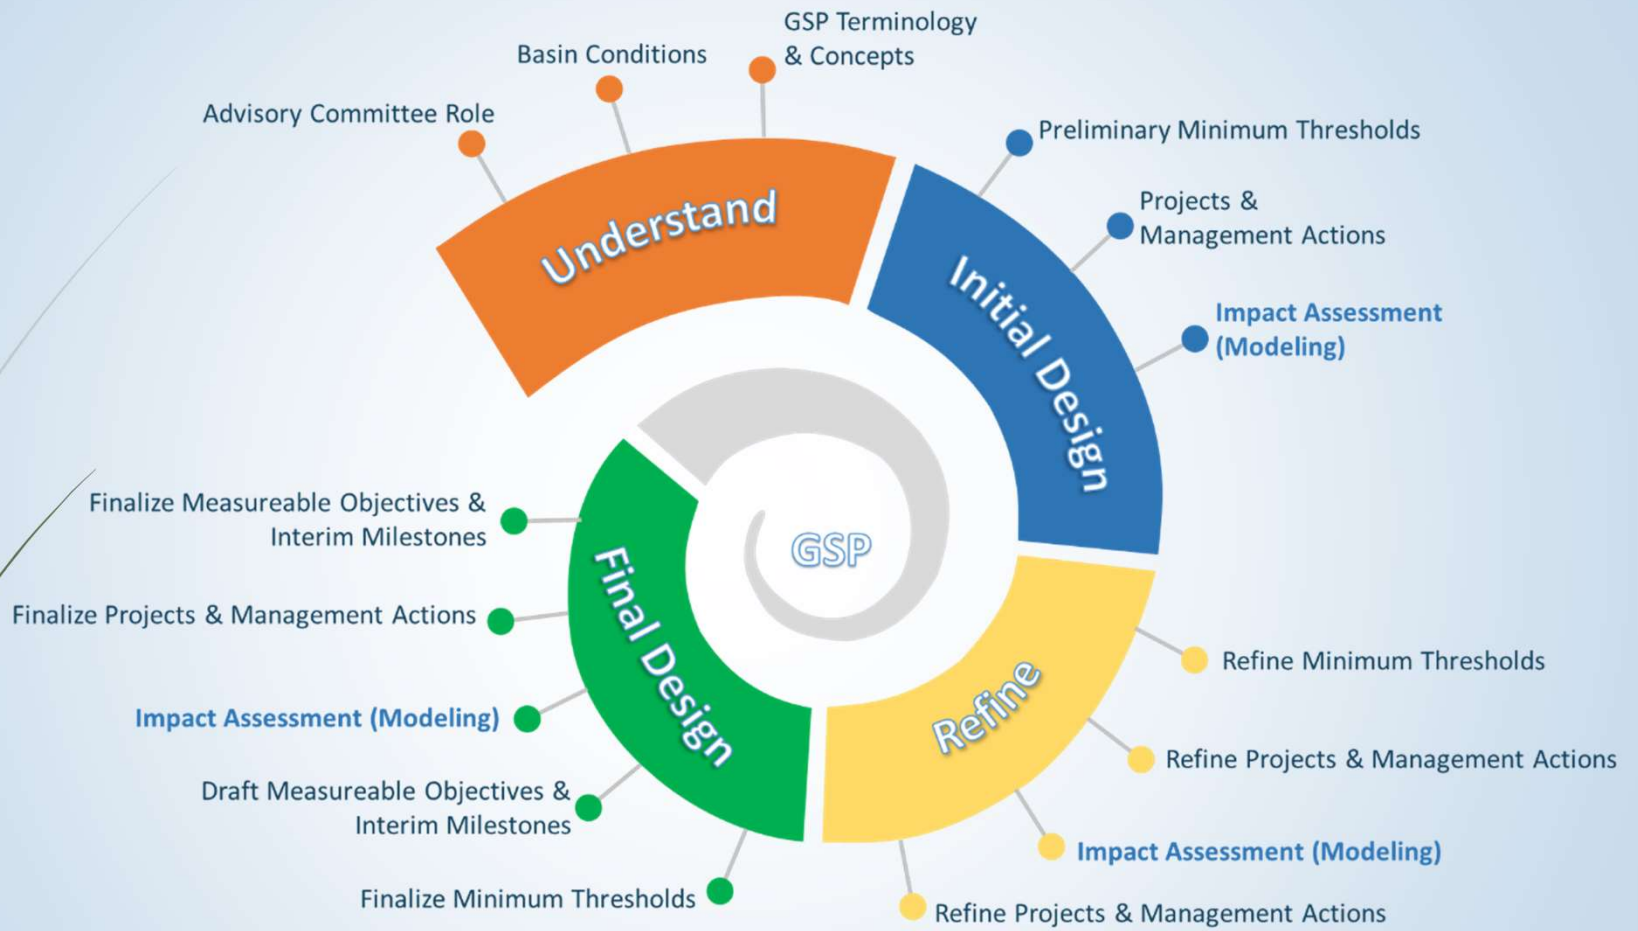 GSP Terminology
& Concepts
Basin Conditions
Advisory Committee Role
Understand
Preliminary Minimum Thresholds
Projects &
Management Actions
Impact Assessment
(Modeling)
Initial Design
Refine Minimum Thresholds
Refine Projects & Management Actions
Impact Assessment (Modeling)
Refine Projects & Management Actions
Refine
Finalize Minimum Thresholds
Draft Measureable Objectives &
Interim Milestones
Impact Assessment (Modeling)
Finalize Projects & Management Actions
Finalize Measureable Objectives &
Interim Milestones
Final Design
GSP